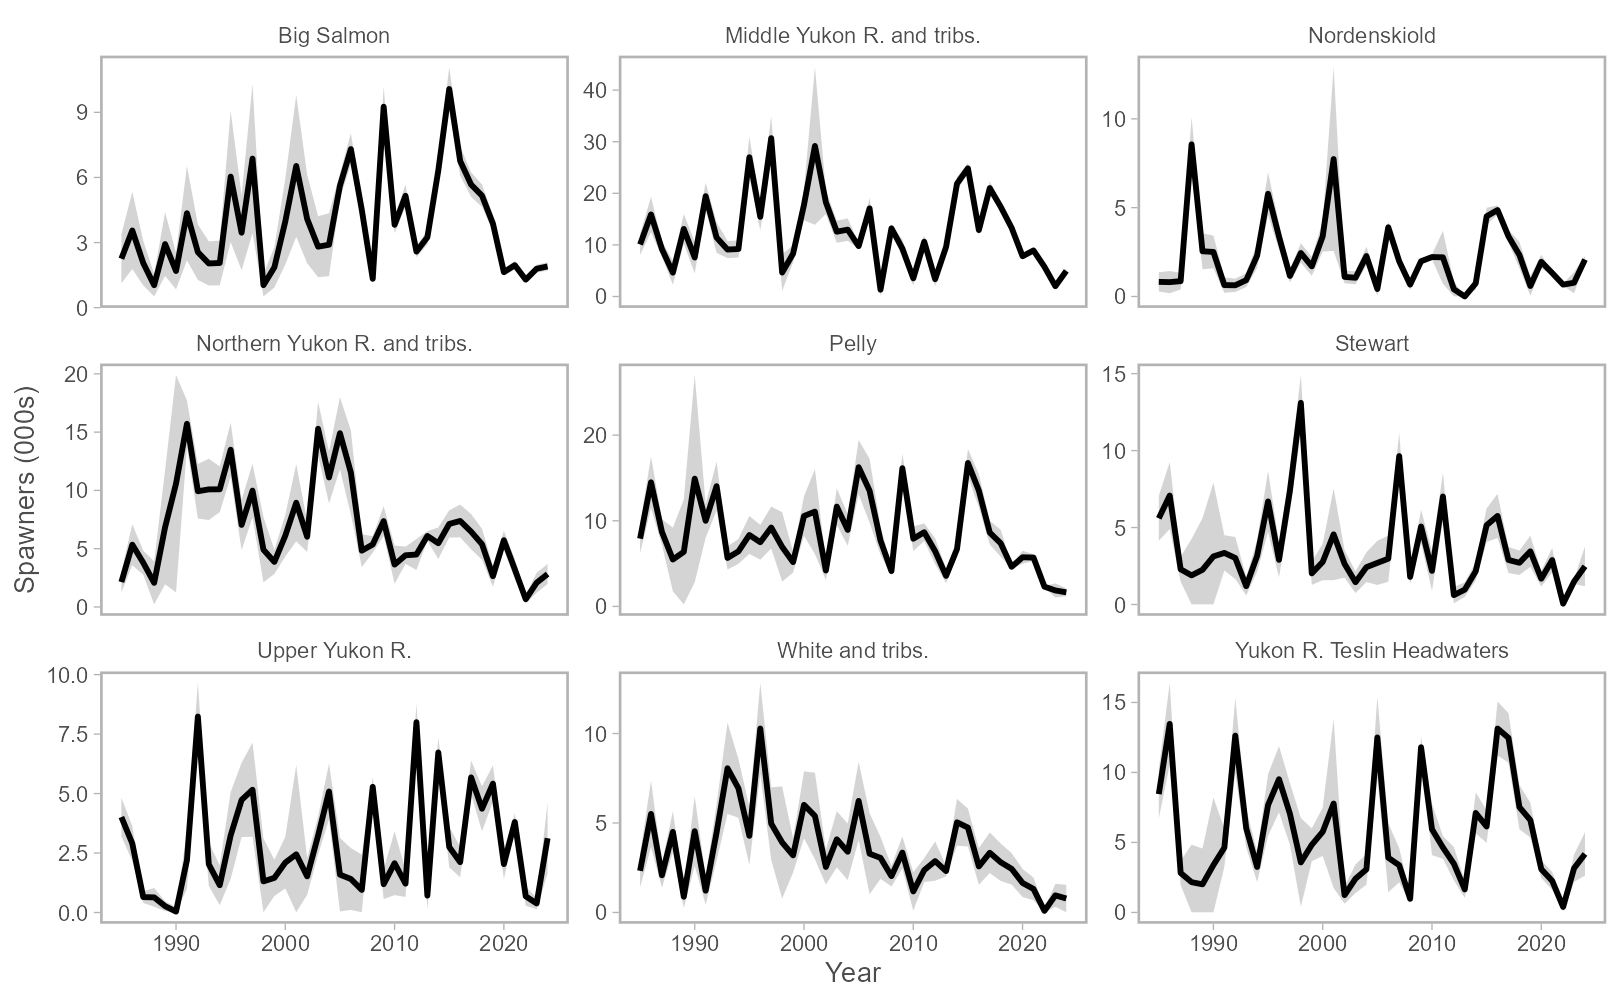 Big Salmon
Middle Yukon R. and tribs.
Nordenskiold
9
6
3
0
40
30
20
10
0
10
5
0
Northern Yukon R. and tribs.
Pelly
Stewart
20
15
10
5
0
20
10
0
15
10
5
0
Spawners (000s)
Upper Yukon R.
White and tribs.
Yukon R. Teslin Headwaters
10.0
7.5
5.0
2.5
0.0
10
5
0
15
10
5
0
1990 2000 2010 2020
1990 2000 2010 2020
1990 2000 2010 2020
Year